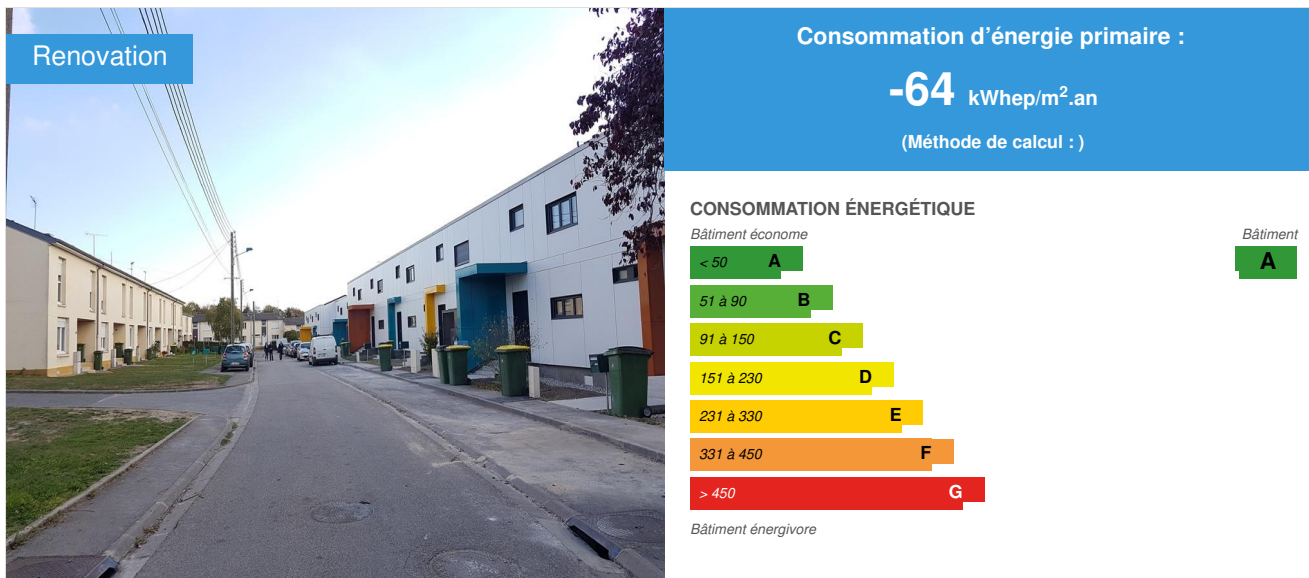 Renovation
Consommation d'énergie primaire :
-64 kWhep/m².an
(Méthode de calcul : )
CONSOMMATION ÉNERGÉTIQUE
Bâtiment économe
Bâtiment
< 50 A
A
51 à 90 B
91 à 150 C
151 à 230 D
231 à 330 E
331 à 450 F
> 450 G
Bâtiment énergivore